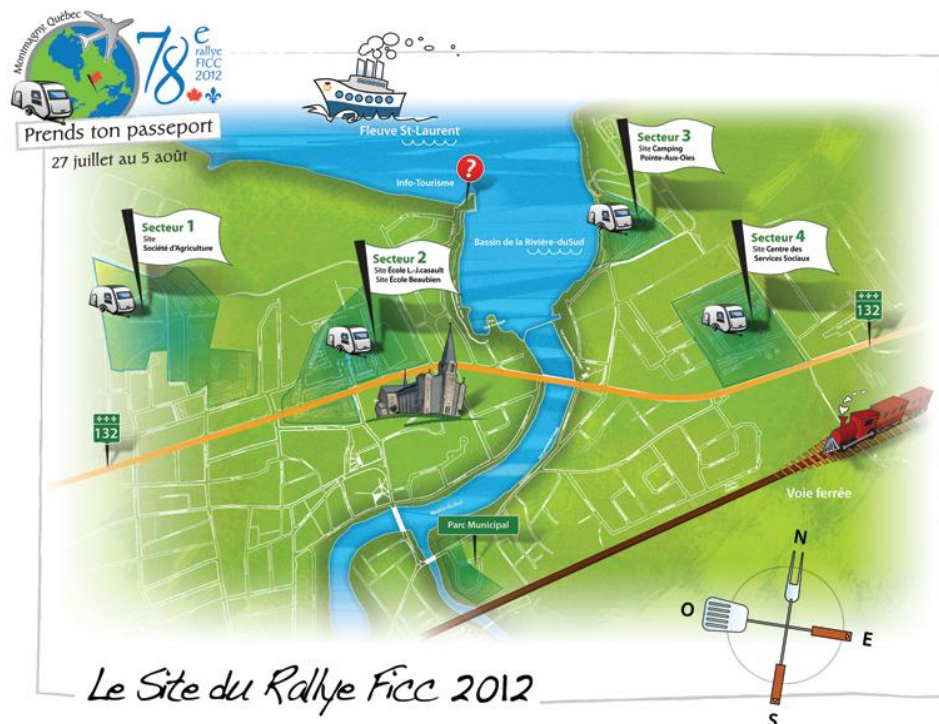 Montmagny, Québec
78e
rallye
FICC
2012
Prends ton passeport
27 juillet au 5 août
Fleuve St-Laurent
Info-Tourisme
?
Bassin de la Rivière-duSud
Secteur 1
Site
Société d'Agriculture
Secteur 2
Site École L.-J.casault
Site École Beaubien
Secteur 3
Site Camping
Pointe-Aux-Oies
Secteur 4
Site Centre des
Services Sociaux
132
132
Voie ferrée
Parc Municipal
N
O
E
S
Le Site du Rallye Ficc 2012